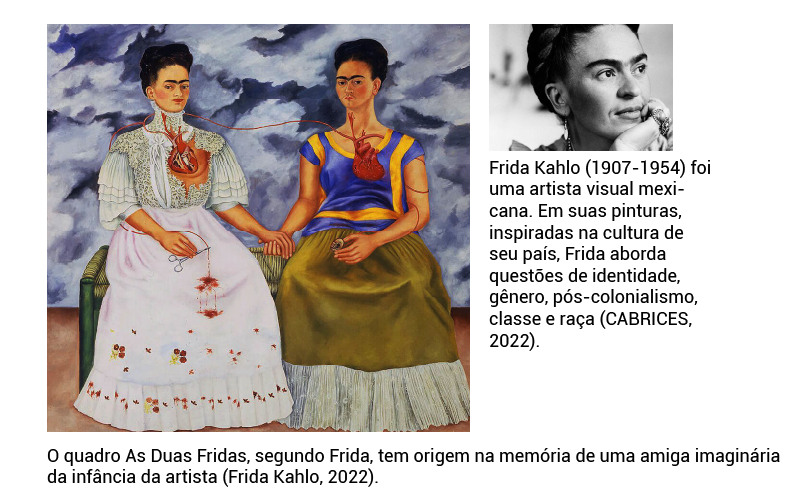 Frida Kahlo (1907-1954) foi
uma artista visual mexi-
cana. Em suas pinturas,
inspiradas na cultura de
seu país, Frida aborda
questões de identidade,
gênero, pós-colonialismo,
classe e raça (CABRICES,
2022).
O quadro As Duas Fridas, segundo Frida, tem origem na memória de uma amiga imaginária
da infância da artista (Frida Kahlo, 2022).